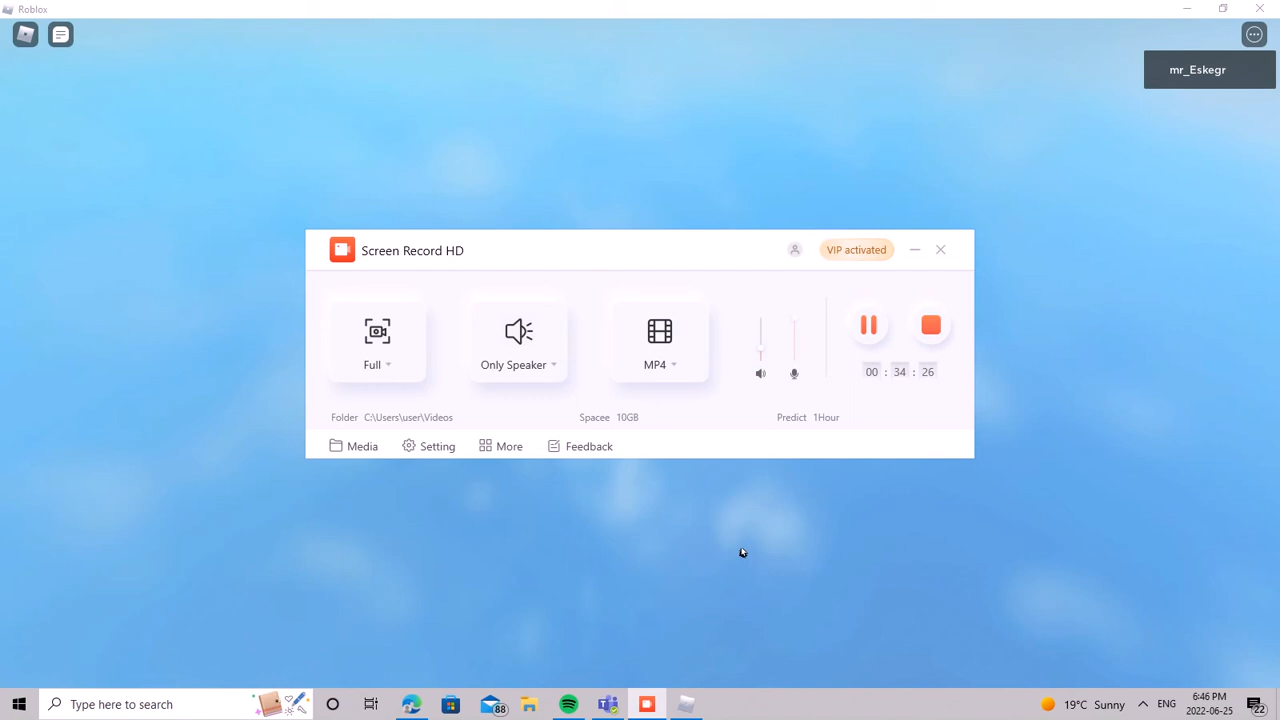 Roblox
mr_Eskegr
Screen Record HD
VIP activated
Full
Only Speaker
MP4
00 : 34 : 26
Folder C:\Users\user\Videos
Spacee 10GB
Predict 1Hour
Media
Setting
More
Feedback
Type here to search
88
19°C Sunny
ENG
6:46 PM
2022-06-25
22